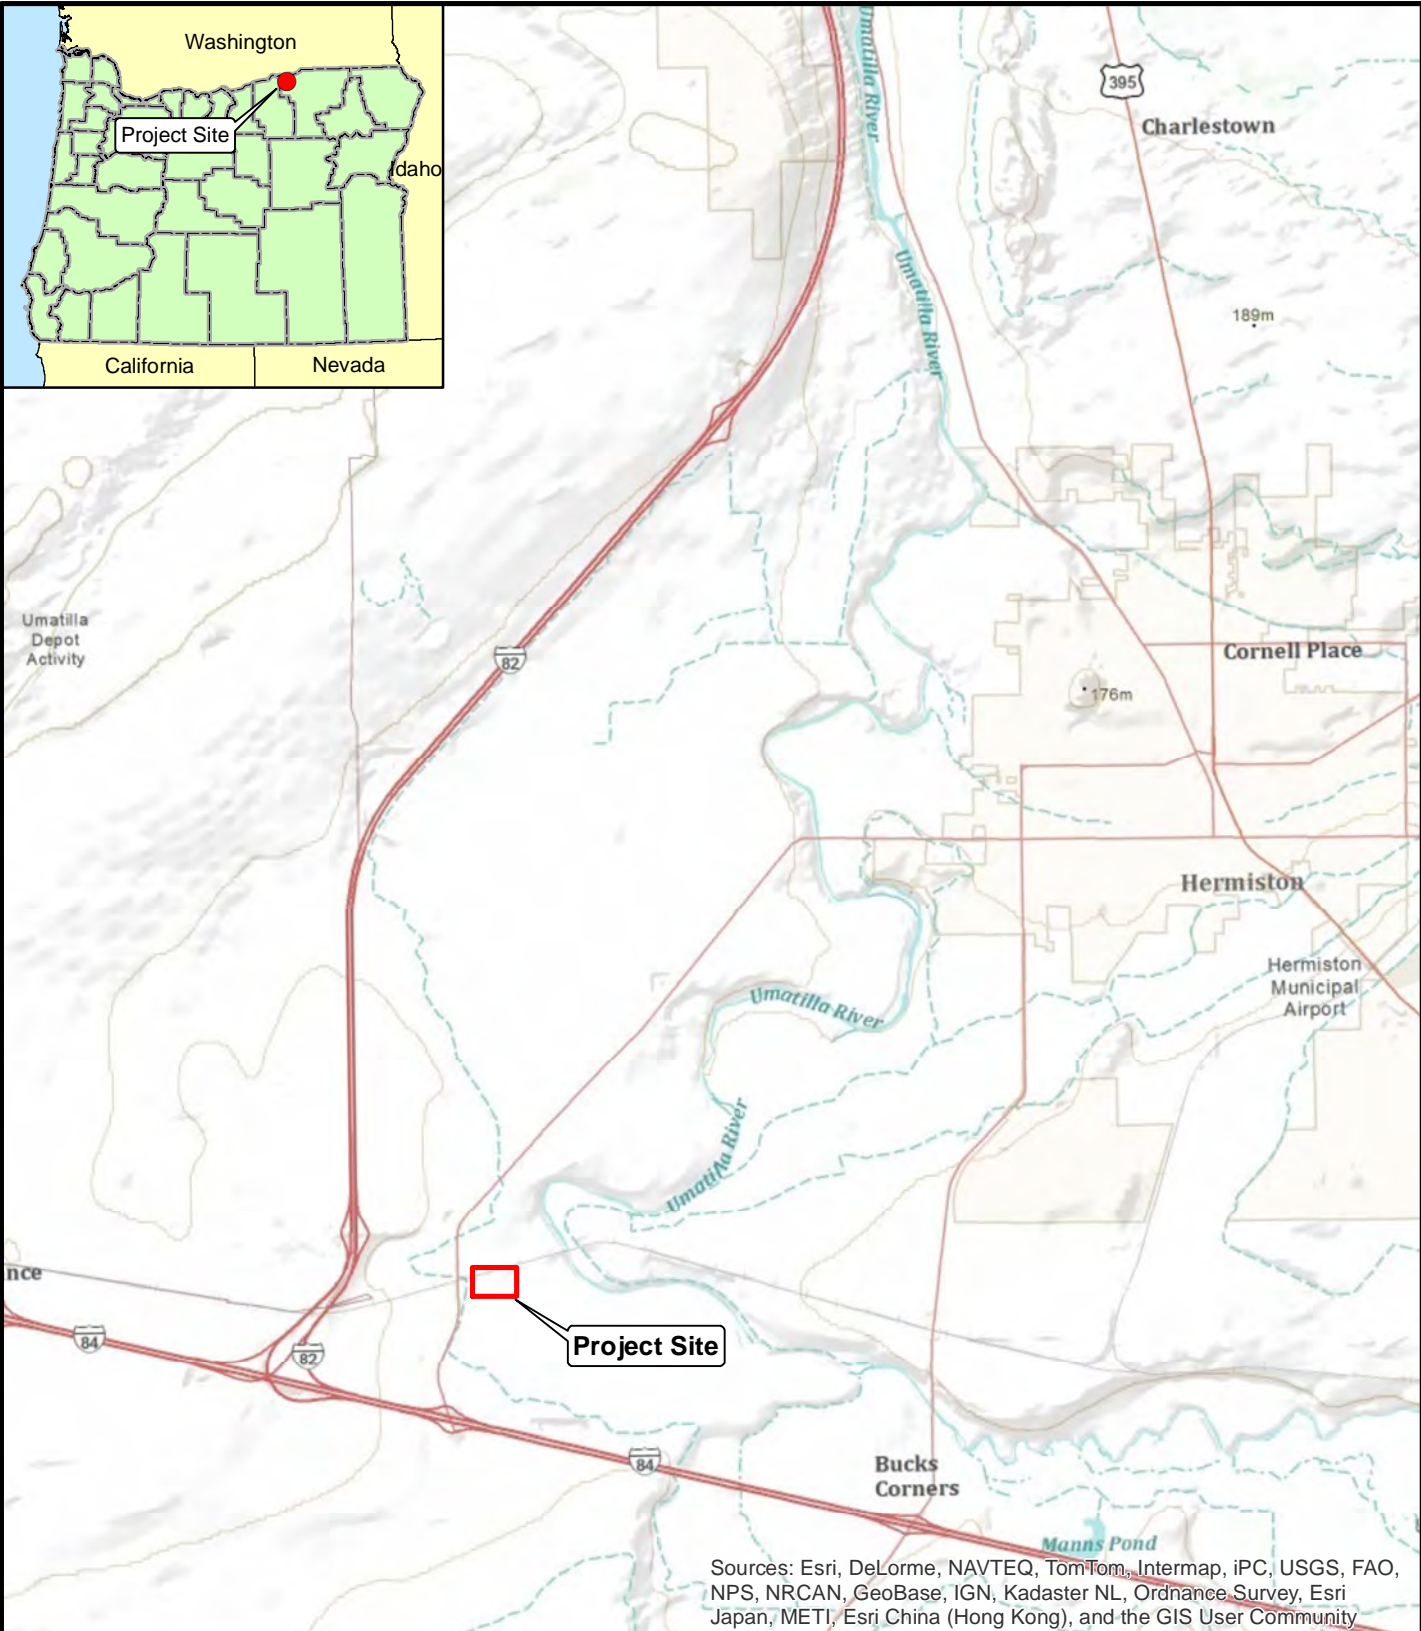 Washington
Project Site
Idaho
California
Nevada
Umatilla River
395
Charlestown
Umatilla River
189m
Umatilla
Depot
Activity
82
Cornell Place
176m
Hermiston
Hermiston
Municipal
Airport
Umatilla River
Umatilla River
nce
Project Site
84
82
84
Bucks
Corners
Manns Pond
Sources: Esri, DeLorme, NAVTEQ, TomTom, Intermap, iPC, USGS, FAO,
NPS, NRCAN, GeoBase, IGN, Kadaster NL, Ordnance Survey, Esri
Japan, METI, Esri China (Hong Kong), and the GIS User Community